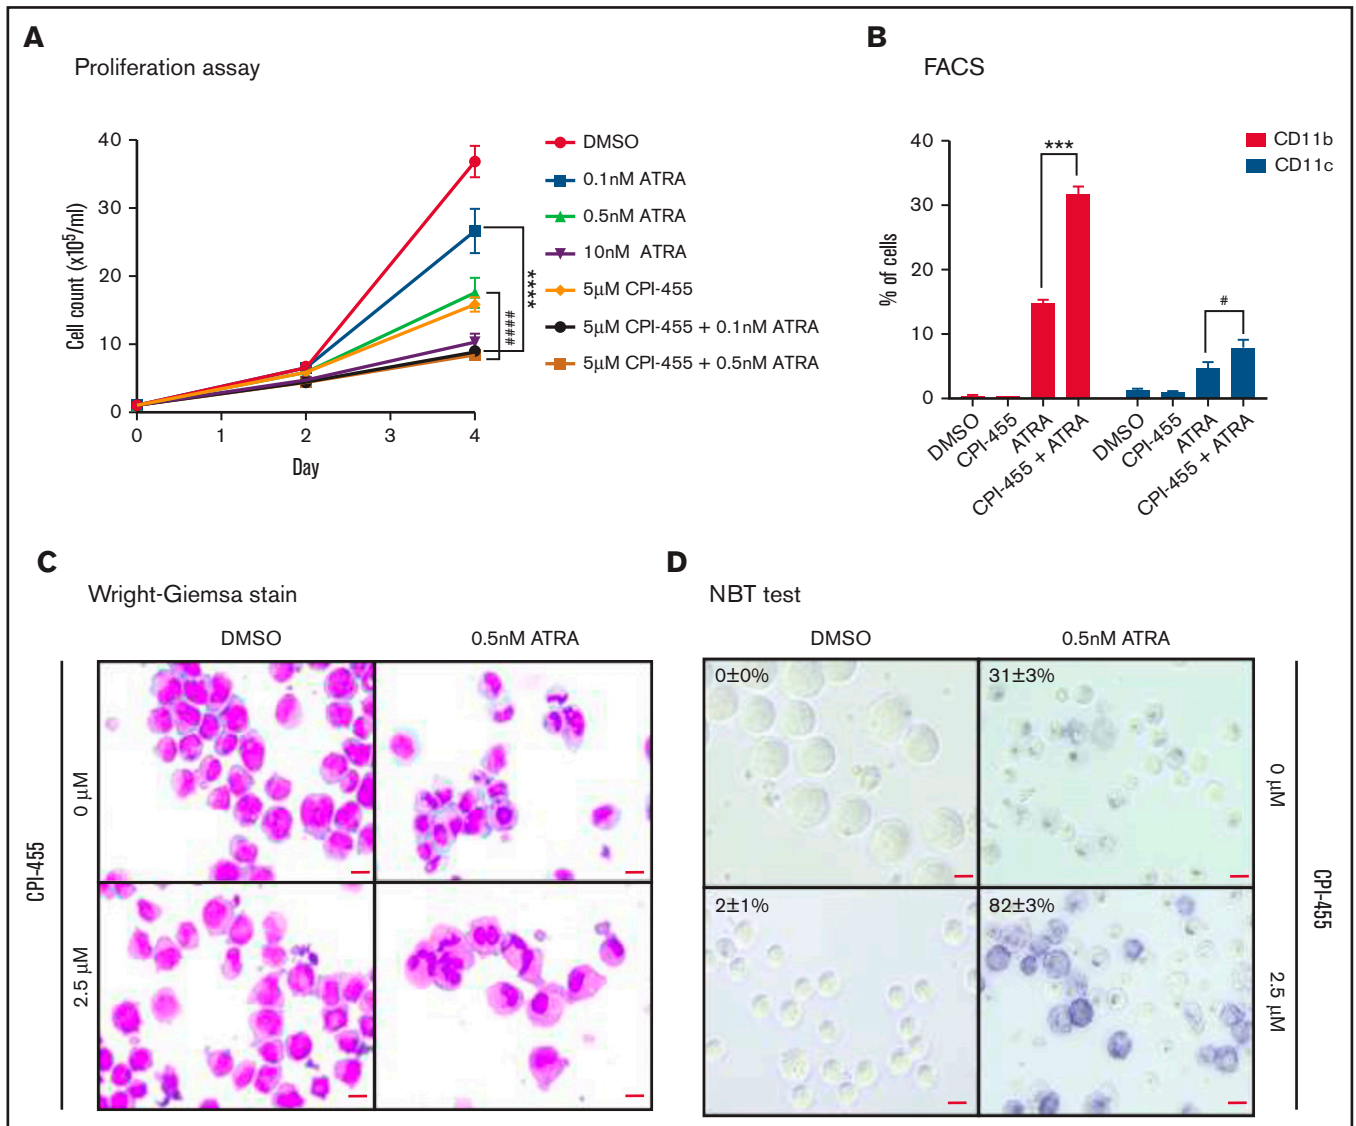 A
Proliferation assay
Cell count (x10⁵/ml)
40
30
20
10
0
0
1
2
3
4
Day
****
####
DMSO
0.1nM ATRA
0.5nM ATRA
10nM ATRA
5µM CPI-455
5µM CPI-455 + 0.1nM ATRA
5µM CPI-455 + 0.5nM ATRA
B
FACS
% of cells
40
30
20
10
0
***
#
CD11b
CD11c
DMSO
CPI-455
ATRA
CPI-455 + ATRA
DMSO
CPI-455
ATRA
CPI-455 + ATRA
C
Wright-Giemsa stain
DMSO
0.5nM ATRA
CPI-455
0 µM
2.5 µM
D
NBT test
DMSO
0.5nM ATRA
0±0%
31±3%
2±1%
82±3%
0 µM
2.5 µM
CPI-455